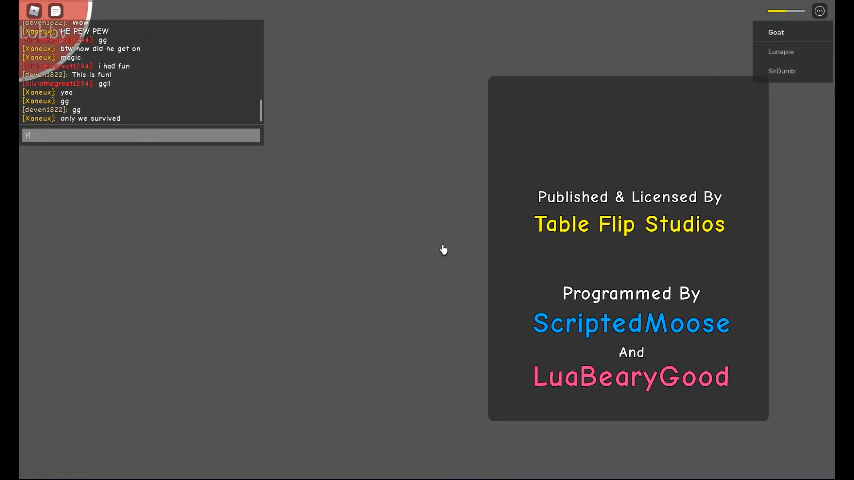 Lobby
[deven1822]: Wow
[Xaneux]: HE PEW PEW
gg
[Xaneux]: btw how did he get on
[Xaneux]: magic
i had fun
[deven1822]: This is fun!
gg!!
[Xaneux]: yea
[Xaneux]: gg
[deven1822]: gg
[Xaneux]: only we survived
Y
Goat
Lunapie
SirDumb
Published & Licensed By
Table Flip Studios
Programmed By
ScriptedMoose
And
LuaBearyGood